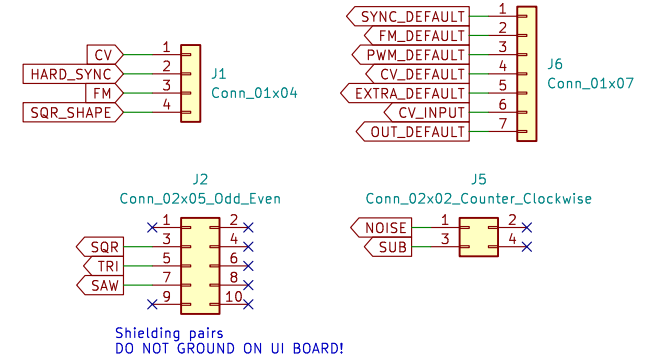 CV 1
HARD_SYNC 2
FM 3
SQR_SHAPE 4
J1
Conn_01x04
SYNC_DEFAULT 1
FM_DEFAULT 2
PWM_DEFAULT 3
CV_DEFAULT 4
EXTRA_DEFAULT 5
CV_INPUT 6
OUT_DEFAULT 7
J6
Conn_01x07
J2
Conn_02x05_Odd_Even
1 2
SQR 3 4
TRI 5 6
SAW 7 8
9 10
Shielding pairs
DO NOT GROUND ON UI BOARD!
J5
Conn_02x02_Counter_Clockwise
NOISE 1 2
SUB 3 4